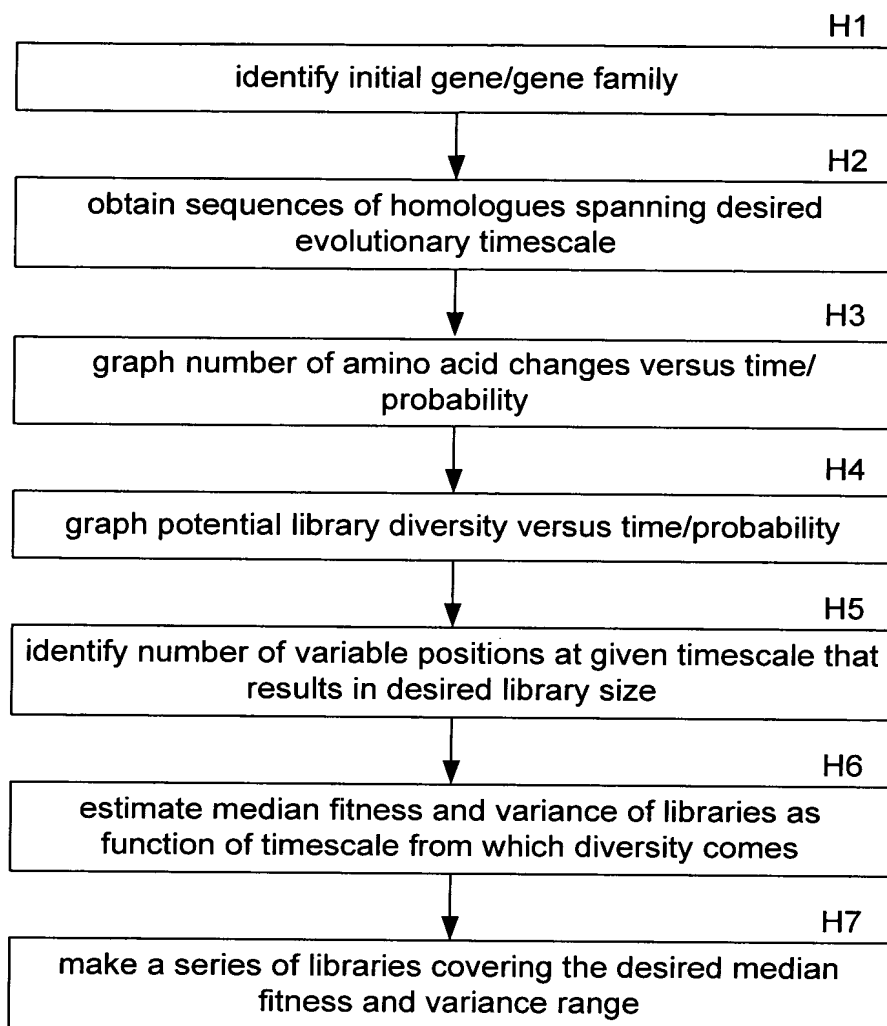 H1
identify initial gene/gene family
H2
obtain sequences of homologues spanning desired
evolutionary timescale
H3
graph number of amino acid changes versus time/
probability
H4
graph potential library diversity versus time/probability
H5
identify number of variable positions at given timescale that
results in desired library size
H6
estimate median fitness and variance of libraries as
function of timescale from which diversity comes
H7
make a series of libraries covering the desired median
fitness and variance range